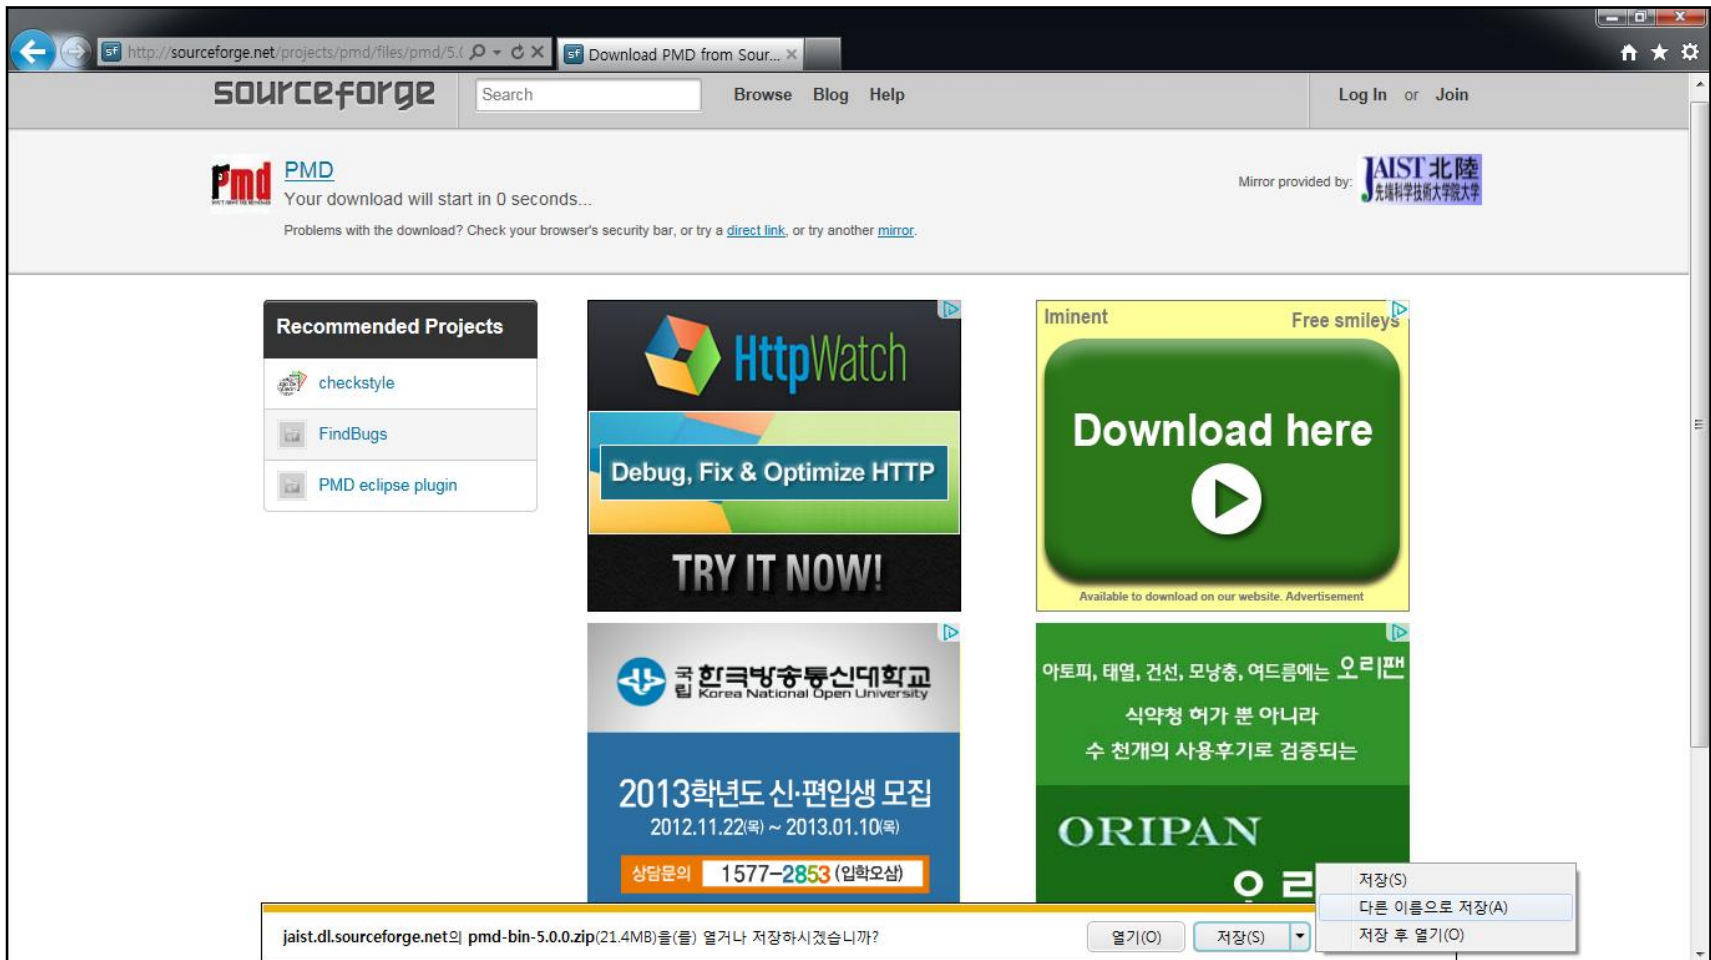 http://sourceforge.net/projects/pmd/files/pmd/5.(
Download PMD from Sour...
sourceforge
Search
Browse Blog Help
Log In or Join
pmd
PMD
Your download will start in 0 seconds...
Problems with the download? Check your browser's security bar, or try a direct link, or try another mirror.
Mirror provided by:
JAIST 北陸
先端科学技術大学院大学
Recommended Projects
checkstyle
FindBugs
PMD eclipse plugin
HttpWatch
Debug, Fix & Optimize HTTP
TRY IT NOW!
Iminent
Free smileys
Download here
Available to download on our website. Advertisement
국립 한국방송통신대학교
Korea National Open University
2013학년도 신·편입생 모집
2012.11.22(목) ~ 2013.01.10(목)
상담문의 1577-2853 (입학오삼)
아토피, 태열, 건선, 모낭충, 여드름에는 오리팬
식약청 허가 뿐 아니라
수 천개의 사용후기로 검증되는
ORIPAN
오 리
jaist.dl.sourceforge.net의 pmd-bin-5.0.0.zip(21.4MB)을(를) 열거나 저장하시겠습니까?
열기(O)
저장(S)
저장(S)
다른 이름으로 저장(A)
저장 후 열기(O)